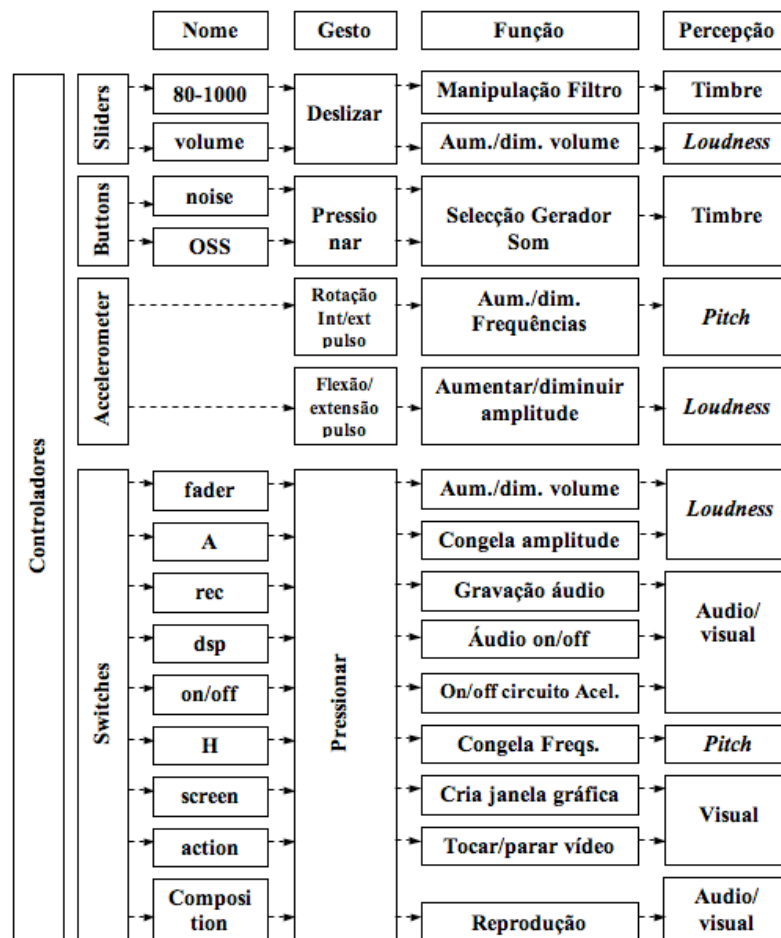 Nome Gesto Função Percepção
Controladores
Sliders
80-1000
Deslizar
Manipulação Filtro
Timbre
volume
Aum./dim. volume
Loudness
Buttons
noise
Pressio
nar
Selecção Gerador
Som
Timbre
OSS
Accelerometer
Rotação
Int/ext
pulso
Aum./dim.
Frequências
Pitch
Flexão/
extensão
pulso
Aumentar/diminuir
amplitude
Loudness
Switches
Pressionar
fader
Aum./dim. volume
Loudness
A
Congela amplitude
rec
Gravação áudio
Audio/
visual
dsp
Áudio on/off
on/off
On/off circuito Acel.
H
Congela Freqs.
Pitch
screen
Cria janela gráfica
Visual
action
Tocar/parar vídeo
Composi
tion
Reprodução
Audio/
visual